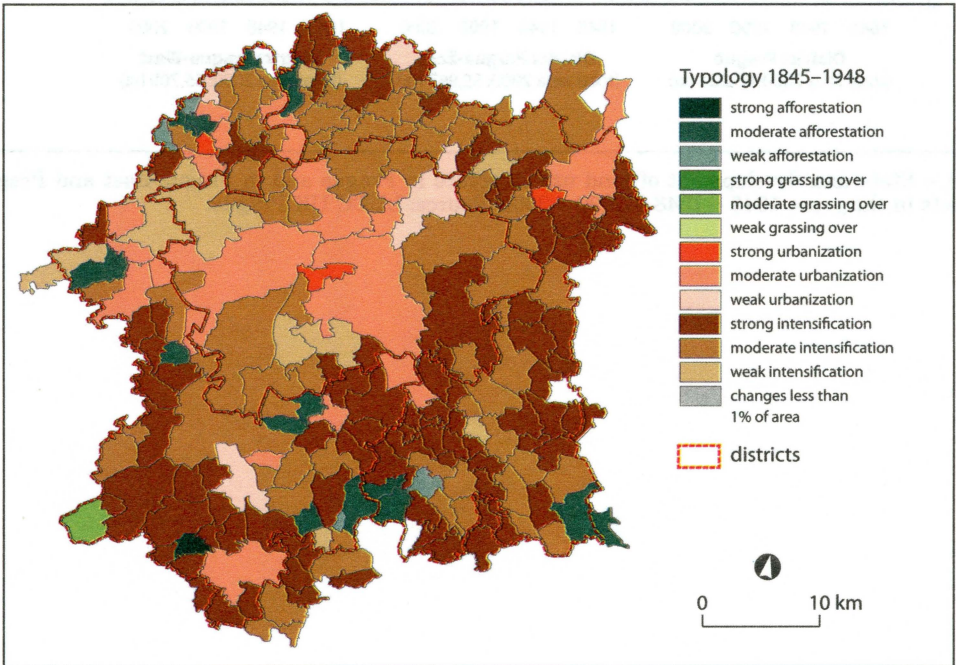 Typology 1845–1948
strong afforestation
moderate afforestation
weak afforestation
strong grassing over
moderate grassing over
weak grassing over
strong urbanization
moderate urbanization
weak urbanization
strong intensification
moderate intensification
weak intensification
changes less than
1% of area
districts
0 10 km